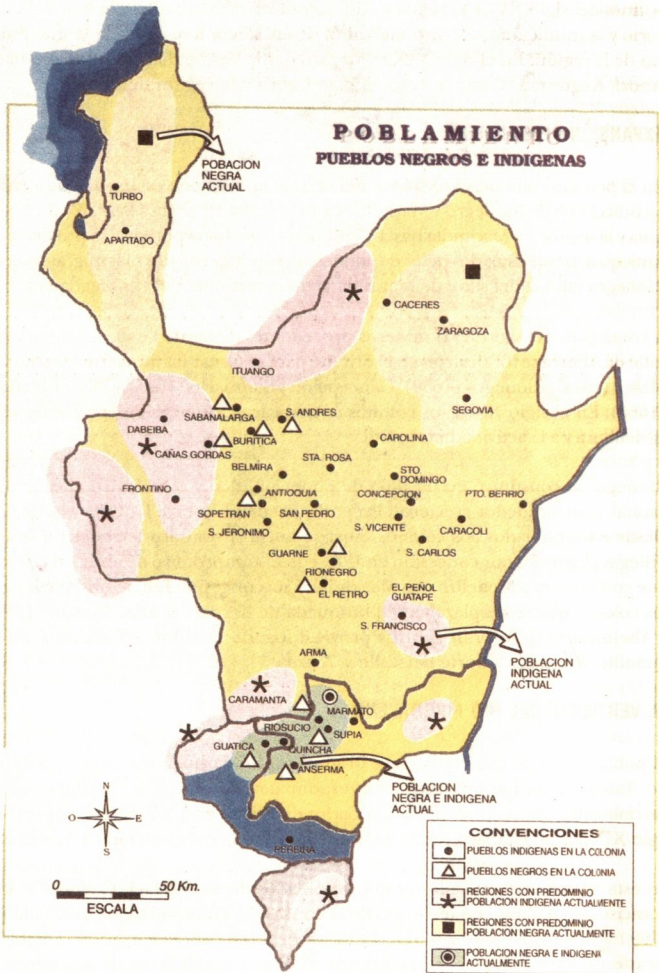 POBLAMIENTO
PUEBLOS NEGROS E INDIGENAS
POBACION
NEGRA
ACTUAL
TURBO
APARTADO
CACERES
ZARAGOZA
ITUANGO
SEGOVIA
SABANALARGA
S. ANDRES
DABEIBA
BURITICA
CAROLINA
CAÑAS GORDAS
BELMIRA
STA. ROSA
STO
DOMINGO
FRONTINO
ANTIOQUIA
CONCEPCION
PTO. BERRIO
SOPETRAN
SAN PEDRO
S. JERONIMO
S. VICENTE
CARACOLI
GUARNE
S. CARLOS
RIONEGRO
EL RETIRO
EL PEÑOL
GUATAPE
S. FRANCISCO
ARMA
POBLACION
INDIGENA
ACTUAL
CARAMANTA
MARMATO
RIOSUCIO
SUPIA
GUATICA
QUINCHA
ANSERMA
POBLACION
NEGRA E INDIGENA
ACTUAL
PEREIRA
N
O
E
S
0 50 Km.
ESCALA
CONVENCIONES
PUEBLOS INDIGENAS EN LA COLONIA
PUEBLOS NEGROS EN LA COLONIA
REGIONES CON PREDOMINIO
POBLACION INDIGENA ACTUALMENTE
REGIONES CON PREDOMINIO
POBLACION NEGRA ACTUALMENTE
POBLACION NEGRA E INDIGENA
ACTUALMENTE